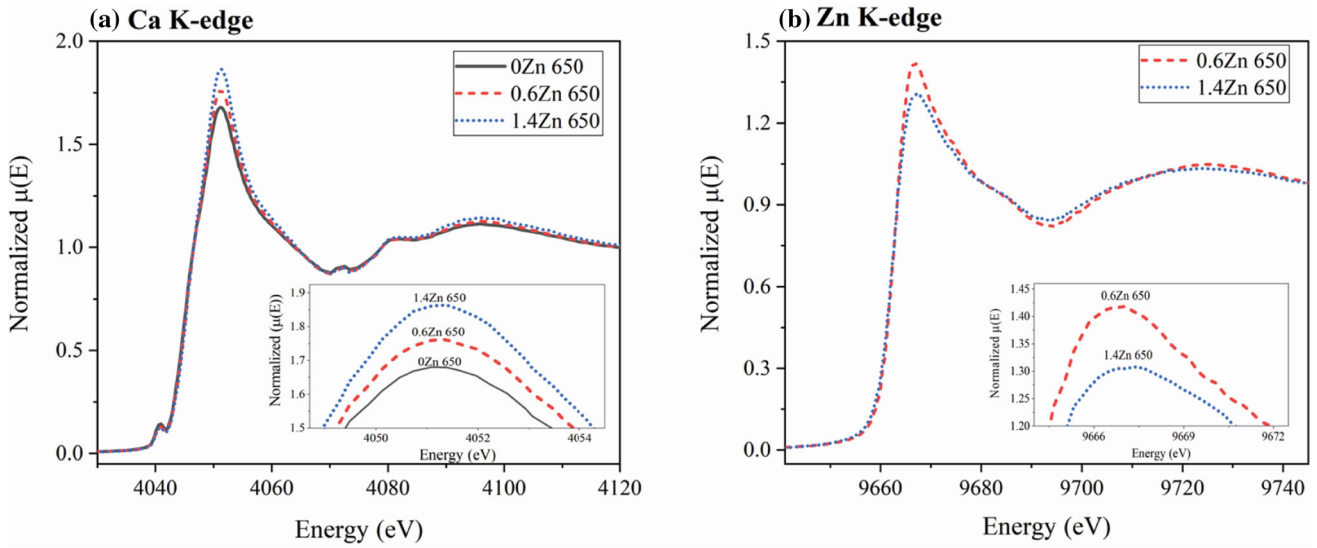 (a) Ca K-edge
2.0
1.5
1.0
0.5
0.0
Normalized μ(E)
0Zn 650
0.6Zn 650
1.4Zn 650
1.9
1.8
1.7
1.6
1.5
Normalized (μ(E))
1.4Zn 650
0.6Zn 650
0Zn 650
4050 4052 4054
Energy (eV)
4040 4060 4080 4100 4120
Energy (eV)
(b) Zn K-edge
1.5
1.2
0.9
0.6
0.3
0.0
Normalized μ(E)
0.6Zn 650
1.4Zn 650
1.45
1.40
1.35
1.30
1.25
1.20
Normalized μ(E)
0.6Zn 650
1.4Zn 650
9666 9669 9672
Energy (eV)
9660 9680 9700 9720 9740
Energy (eV)